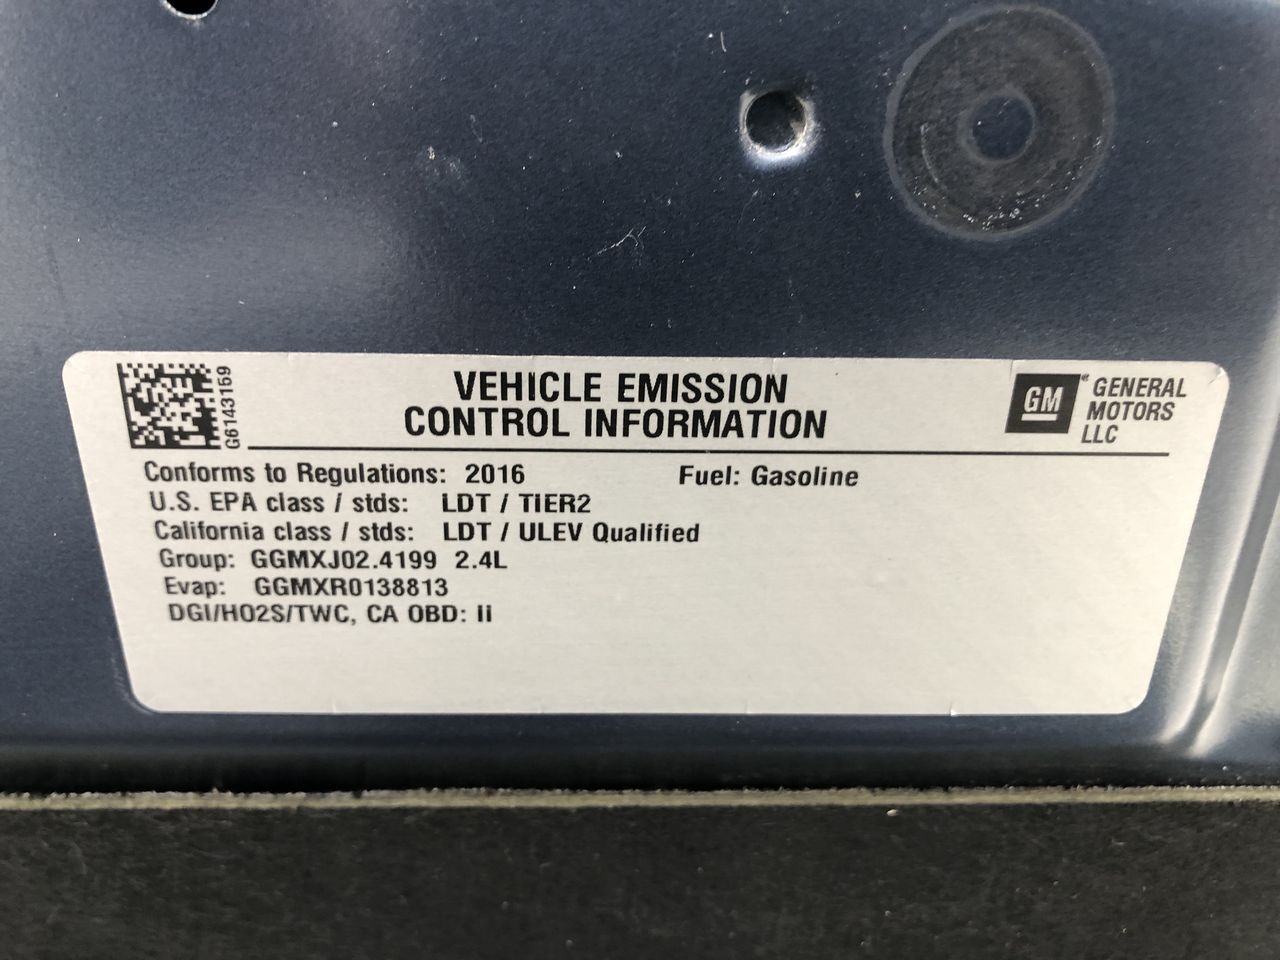 G6143159
VEHICLE EMISSION
CONTROL INFORMATION
GM
® GENERAL
MOTORS
LLC
Conforms to Regulations: 2016 Fuel: Gasoline
U.S. EPA class / stds: LDT / TIER2
California class / stds: LDT / ULEV Qualified
Group: GGMXJ02.4199 2.4L
Evap: GGMXR0138813
DGI/HO2S/TWC, CA OBD: Ii